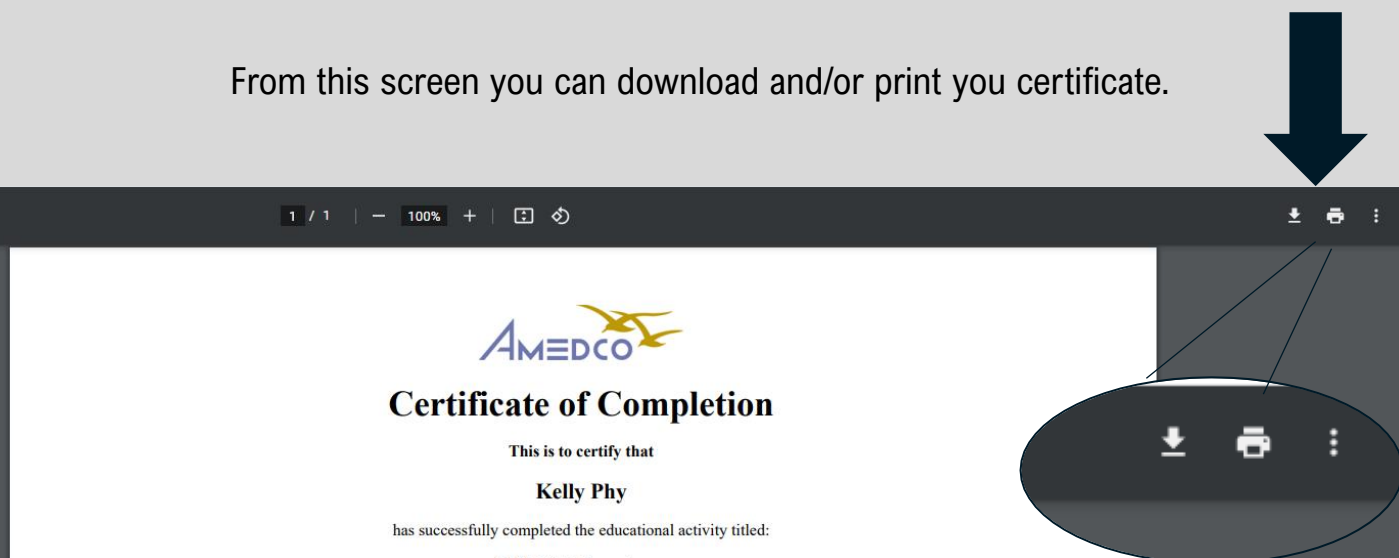 From this screen you can download and/or print you certificate.
1 / 1 | − 100% + |
AMEDCO
Certificate of Completion
This is to certify that
Kelly Phy
has successfully completed the educational activity titled: